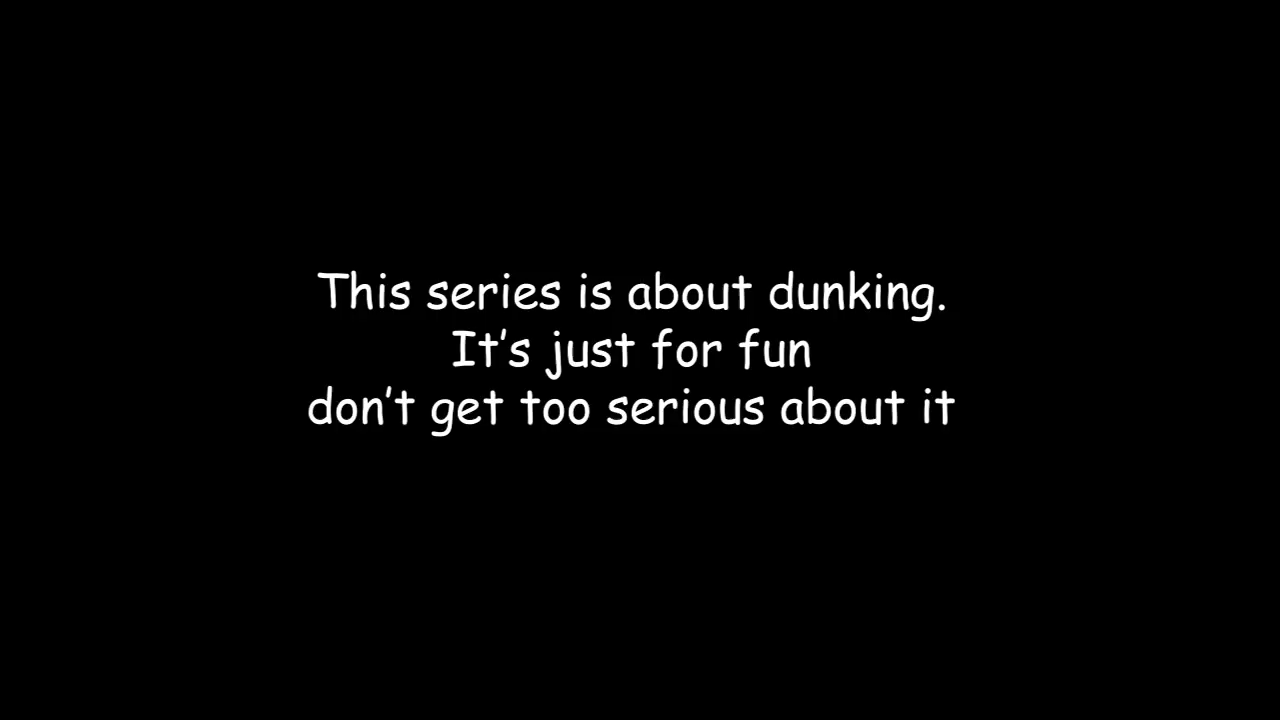 This series is about dunking.
It's just for fun
don't get too serious about it